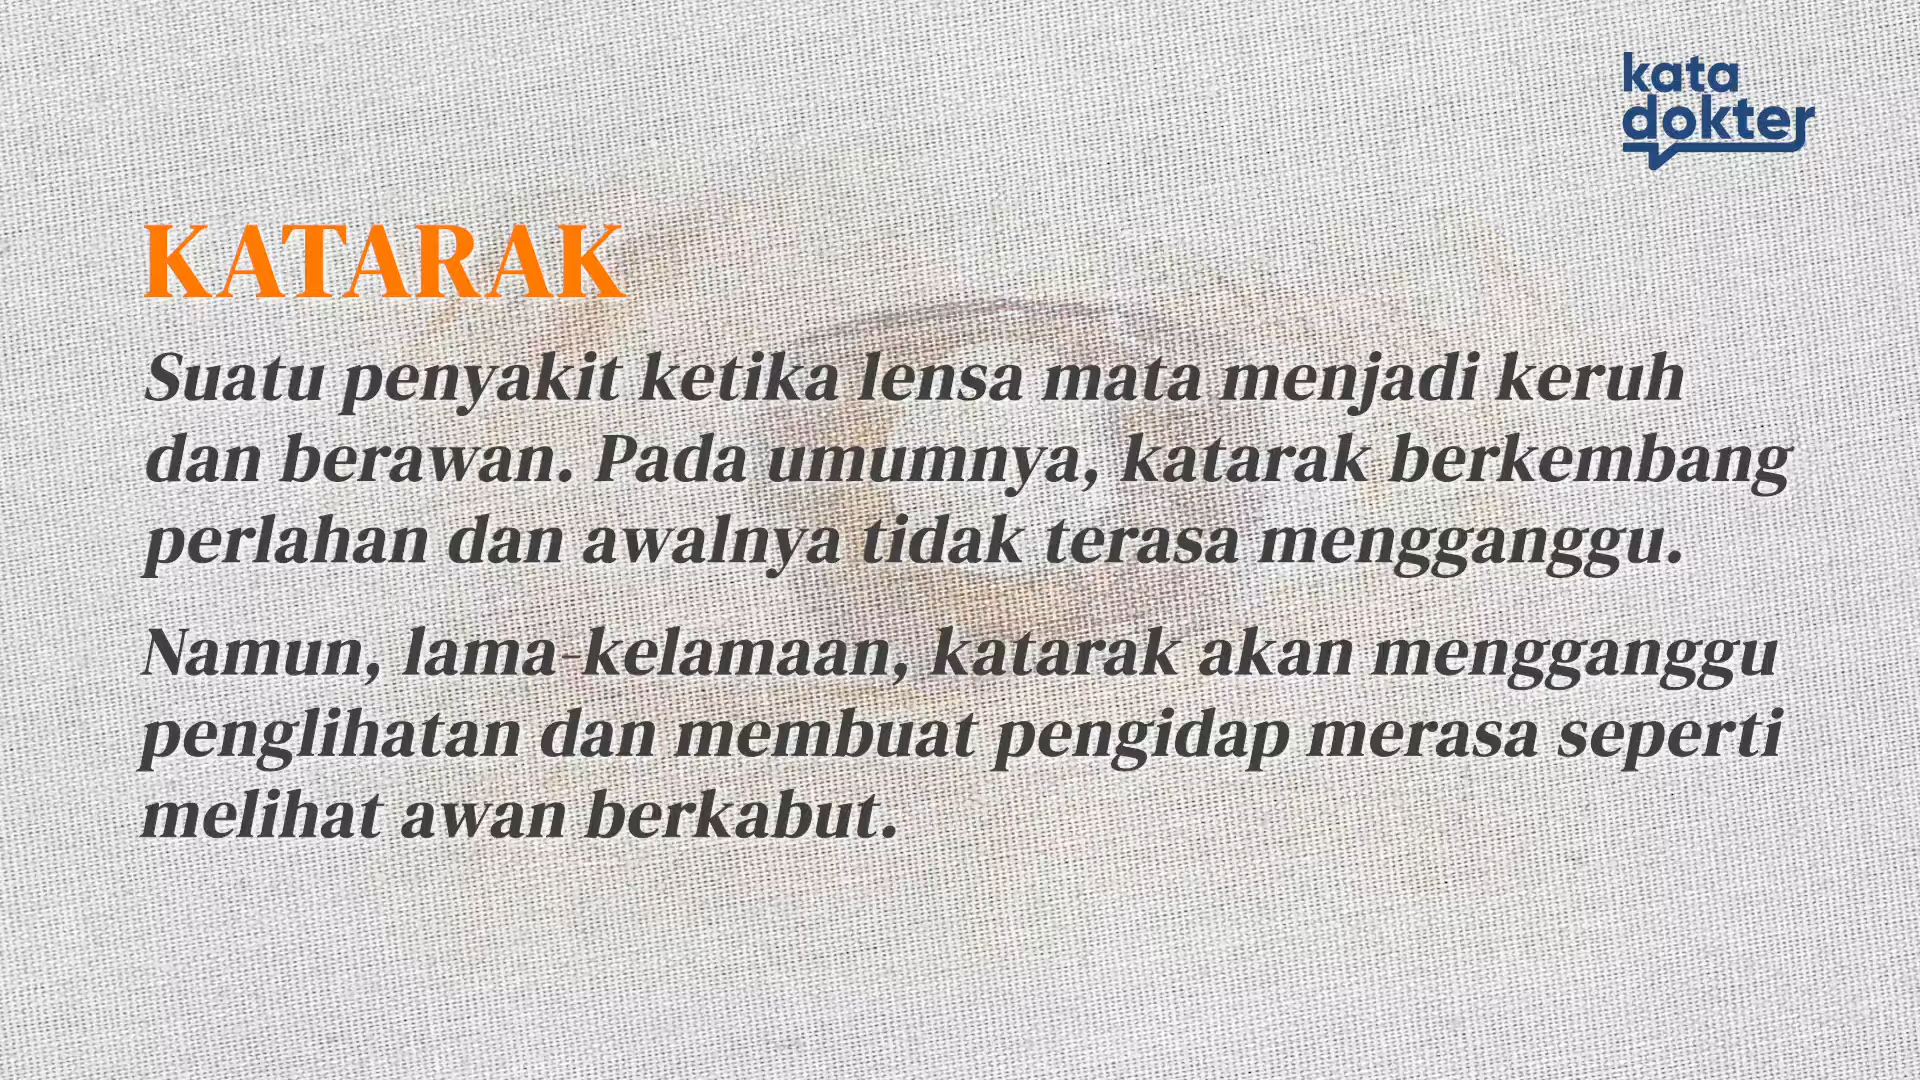 kata
dokter
KATARAK
Suatu penyakit ketika lensa mata menjadi keruh
dan berawan. Pada umumnya, katarak berkembang
perlahan dan awalnya tidak terasa mengganggu.
Namun, lama-kelamaan, katarak akan mengganggu
penglihatan dan membuat pengidap merasa seperti
melihat awan berkabut.